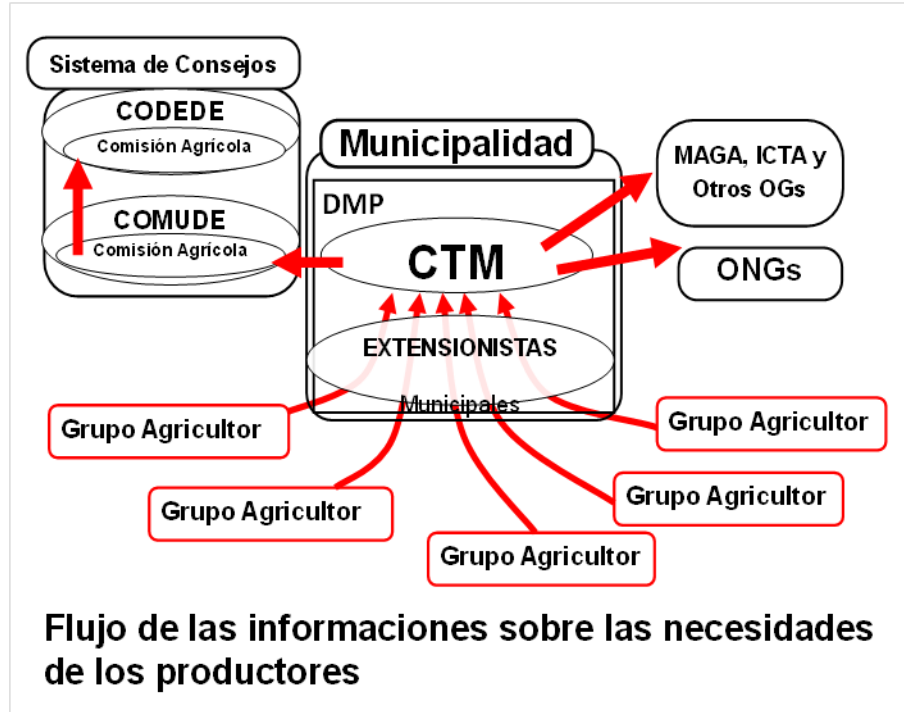 Sistema de Consejos
CODEDE
Comisión Agrícola
COMUDE
Comisión Agrícola
Municipalidad
DMP
CTM
EXTENSIONISTAS
Municipales
MAGA, ICTA y
Otros OGs
ONGs
Grupo Agricultor
Grupo Agricultor
Grupo Agricultor
Grupo Agricultor
Grupo Agricultor
Flujo de las informaciones sobre las necesidades
de los productores